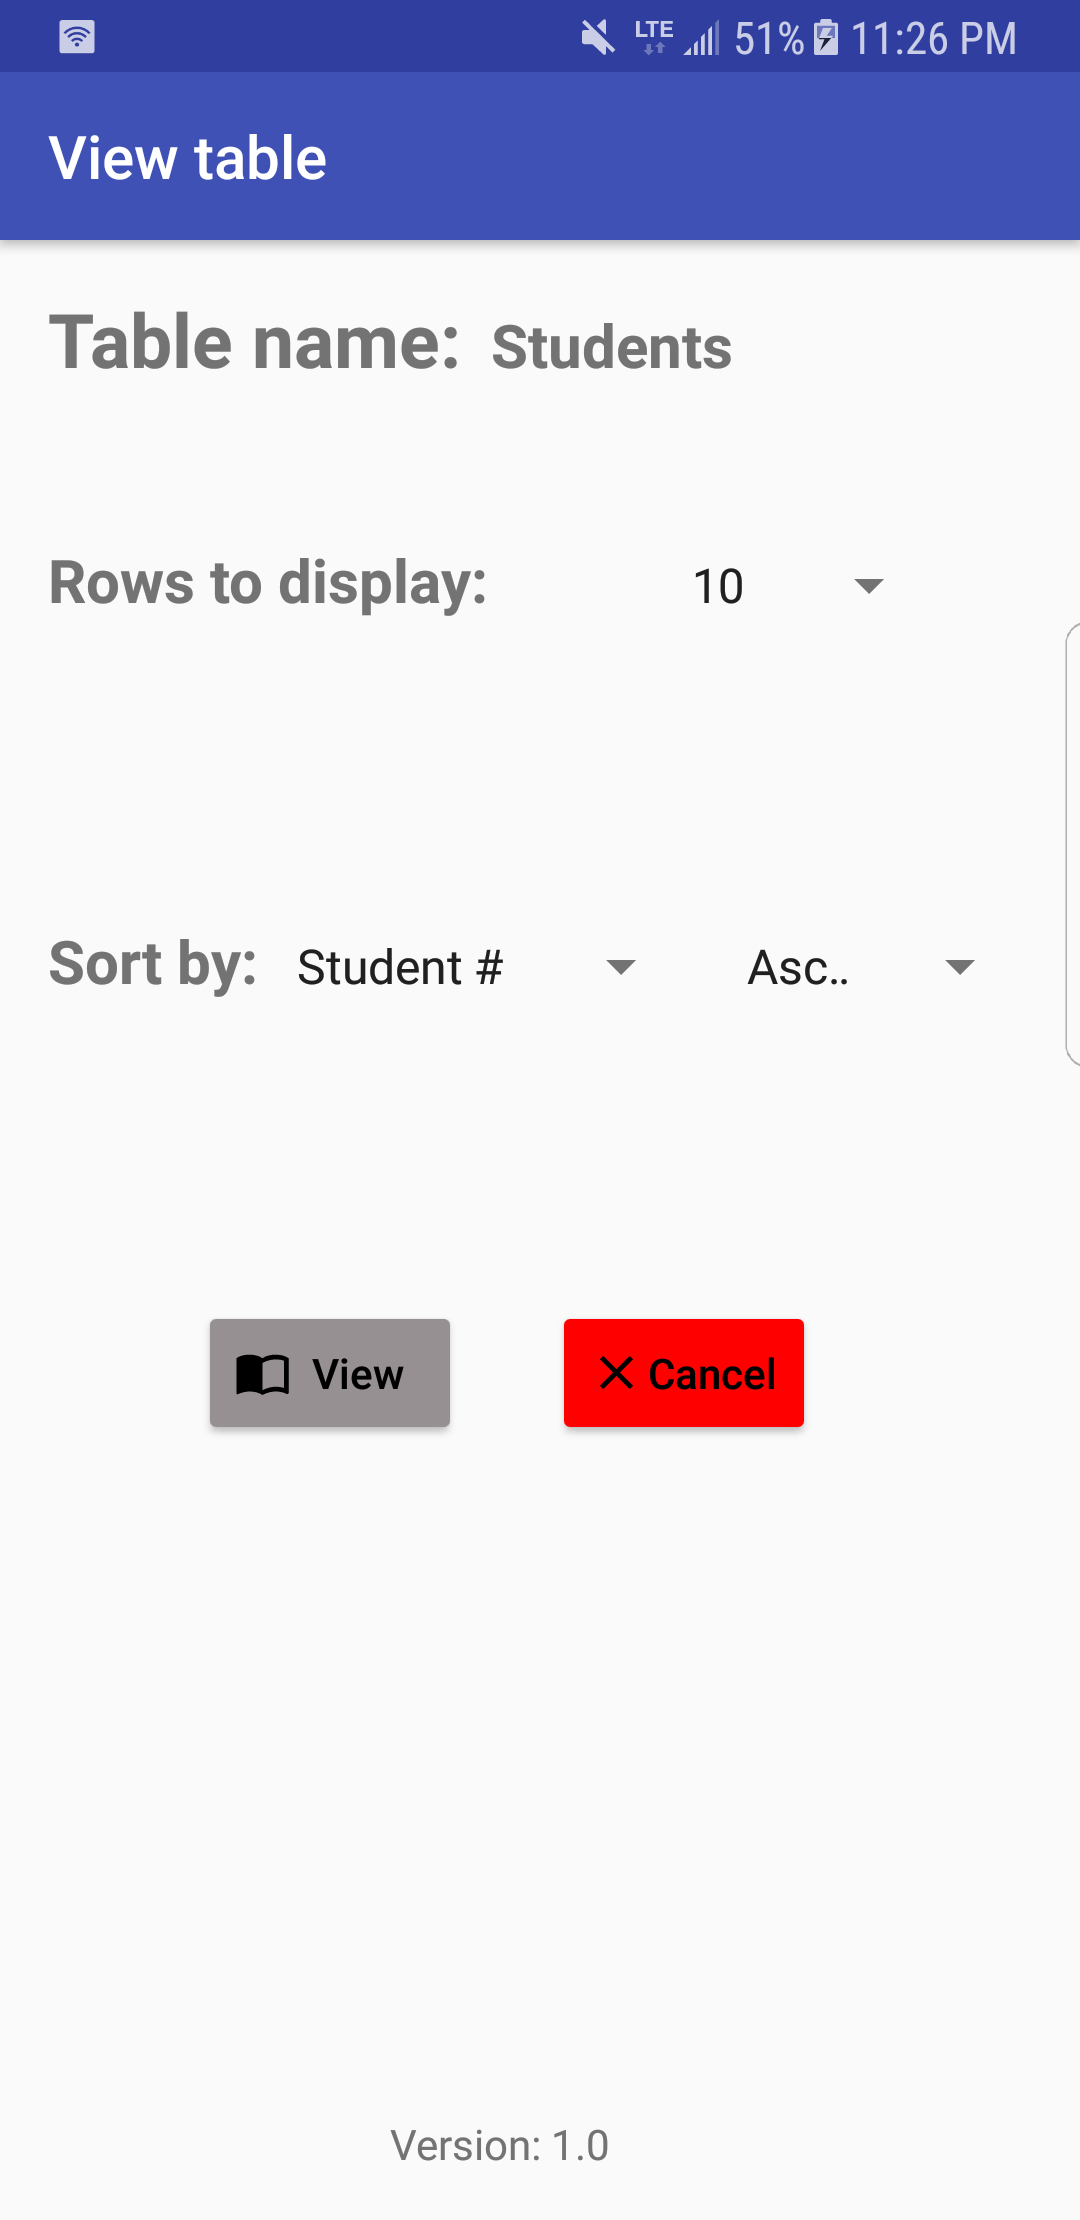 LTE 51% 11:26 PM
View table
Table name: Students
Rows to display: 10
Sort by: Student # Asc..
View Cancel
Version: 1.0